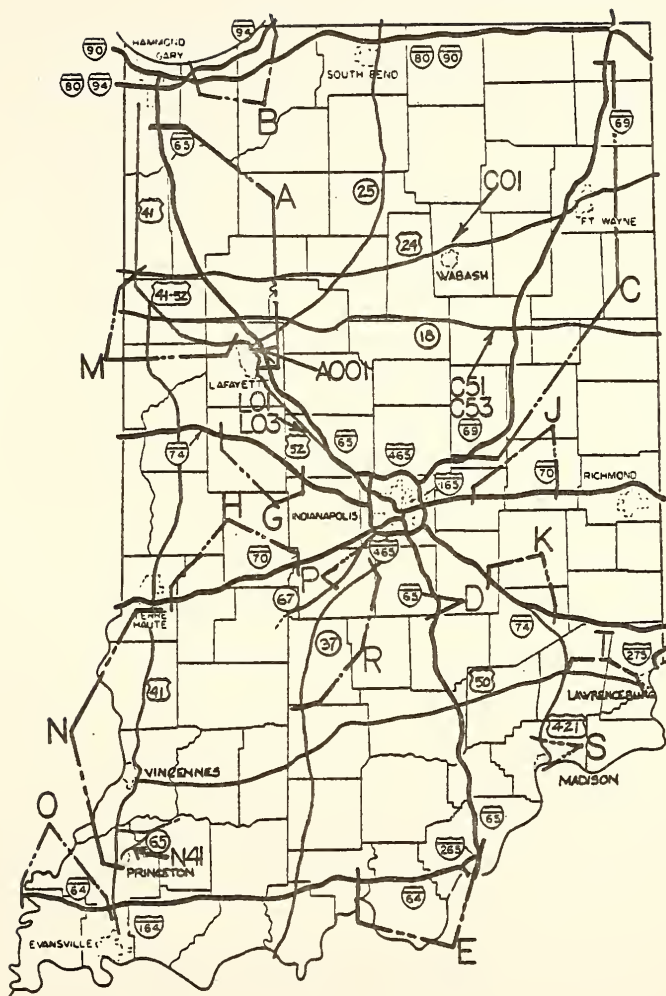 94
HAMMOND
90
GARY
SOUTH BEND
80 90
80 94
B
69
65
A
25
C01
41
FT WAYNE
24
WABASH
41-52
C
18
M
LAFAYETTE
A001
C51
L01
C53
L03
J
52
65
69
74
465
70
RICHMOND
165
H
G
INDIANAPOLIS
K
70
465
P
65
D
67
TERRE
HAUTE
74
T
275
37
R
50
41
LAWRENCEBURG
N
421
S
VINCENNES
MADISON
O
65
65
N41
265
PRINCETON
64
64
164
EVANSVILLE
E